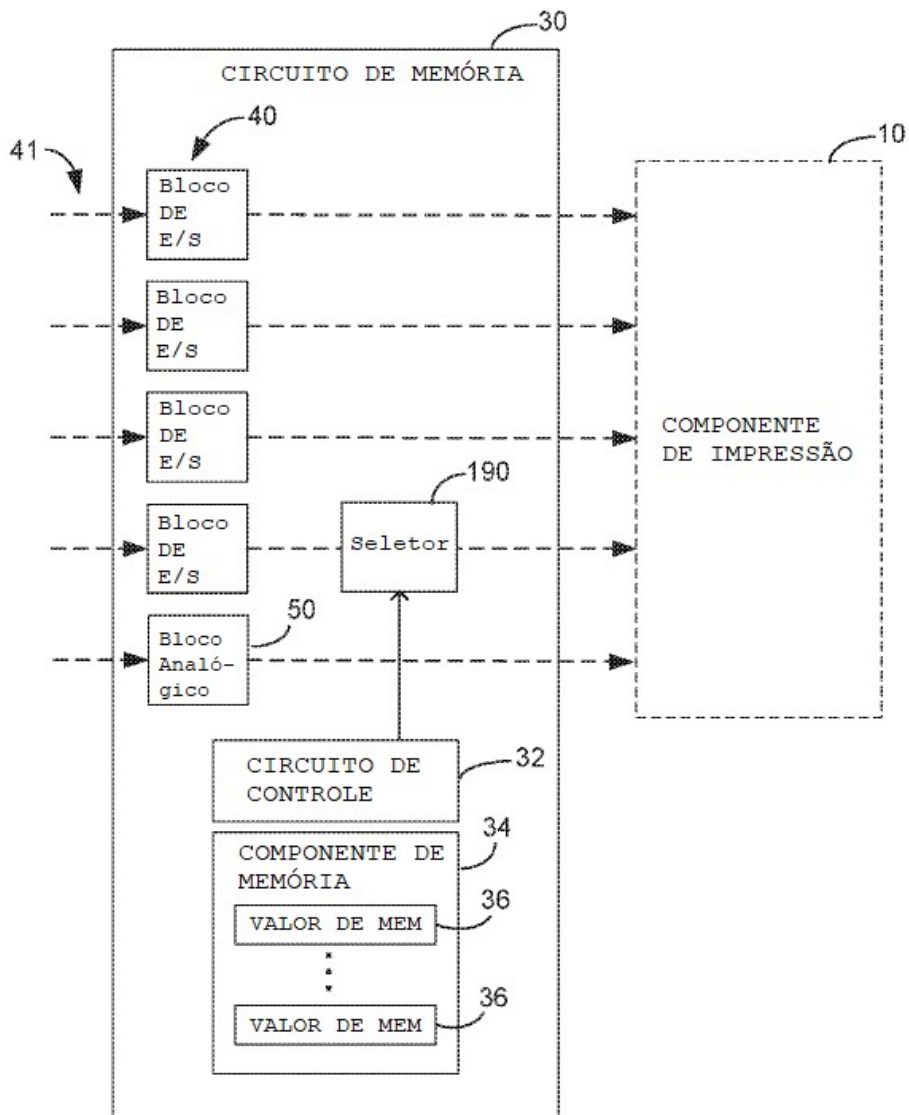 30
CIRCUITO DE MEMÓRIA
40
10
41
Bloco
DE
E/S
Bloco
DE
E/S
Bloco
DE
E/S
COMPONENTE
DE IMPRESSÃO
190
Bloco
DE
E/S
Seletor
50
Bloco
Analó-
gico
CIRCUITO DE
CONTROLE
32
34
COMPONENTE DE
MEMÓRIA
36
VALOR DE MEM
36
VALOR DE MEM